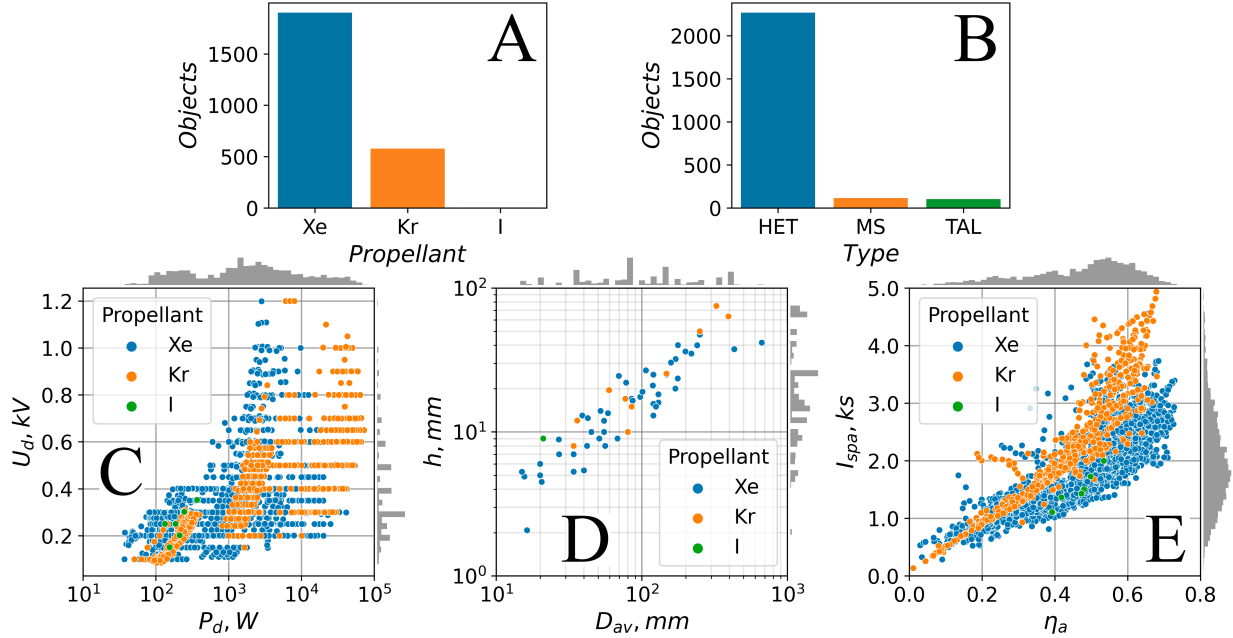 A
Objects
1500
1000
500
0
Xe Kr I
Propellant
B
Objects
2000
1500
1000
500
0
HET MS TAL
Type
C
U_d, kV
1.2
1.0
0.8
0.6
0.4
0.2
Propellant
Xe
Kr
I
10^1 10^2 10^3 10^4 10^5
P_d, W
D
h, mm
10^2
10^1
10^0
Propellant
Xe
Kr
I
10^1 10^2 10^3
D_av, mm
E
I_spa, ks
5.0
4.0
3.0
2.0
1.0
0.0
Propellant
Xe
Kr
I
0.0 0.2 0.4 0.6 0.8
η_a